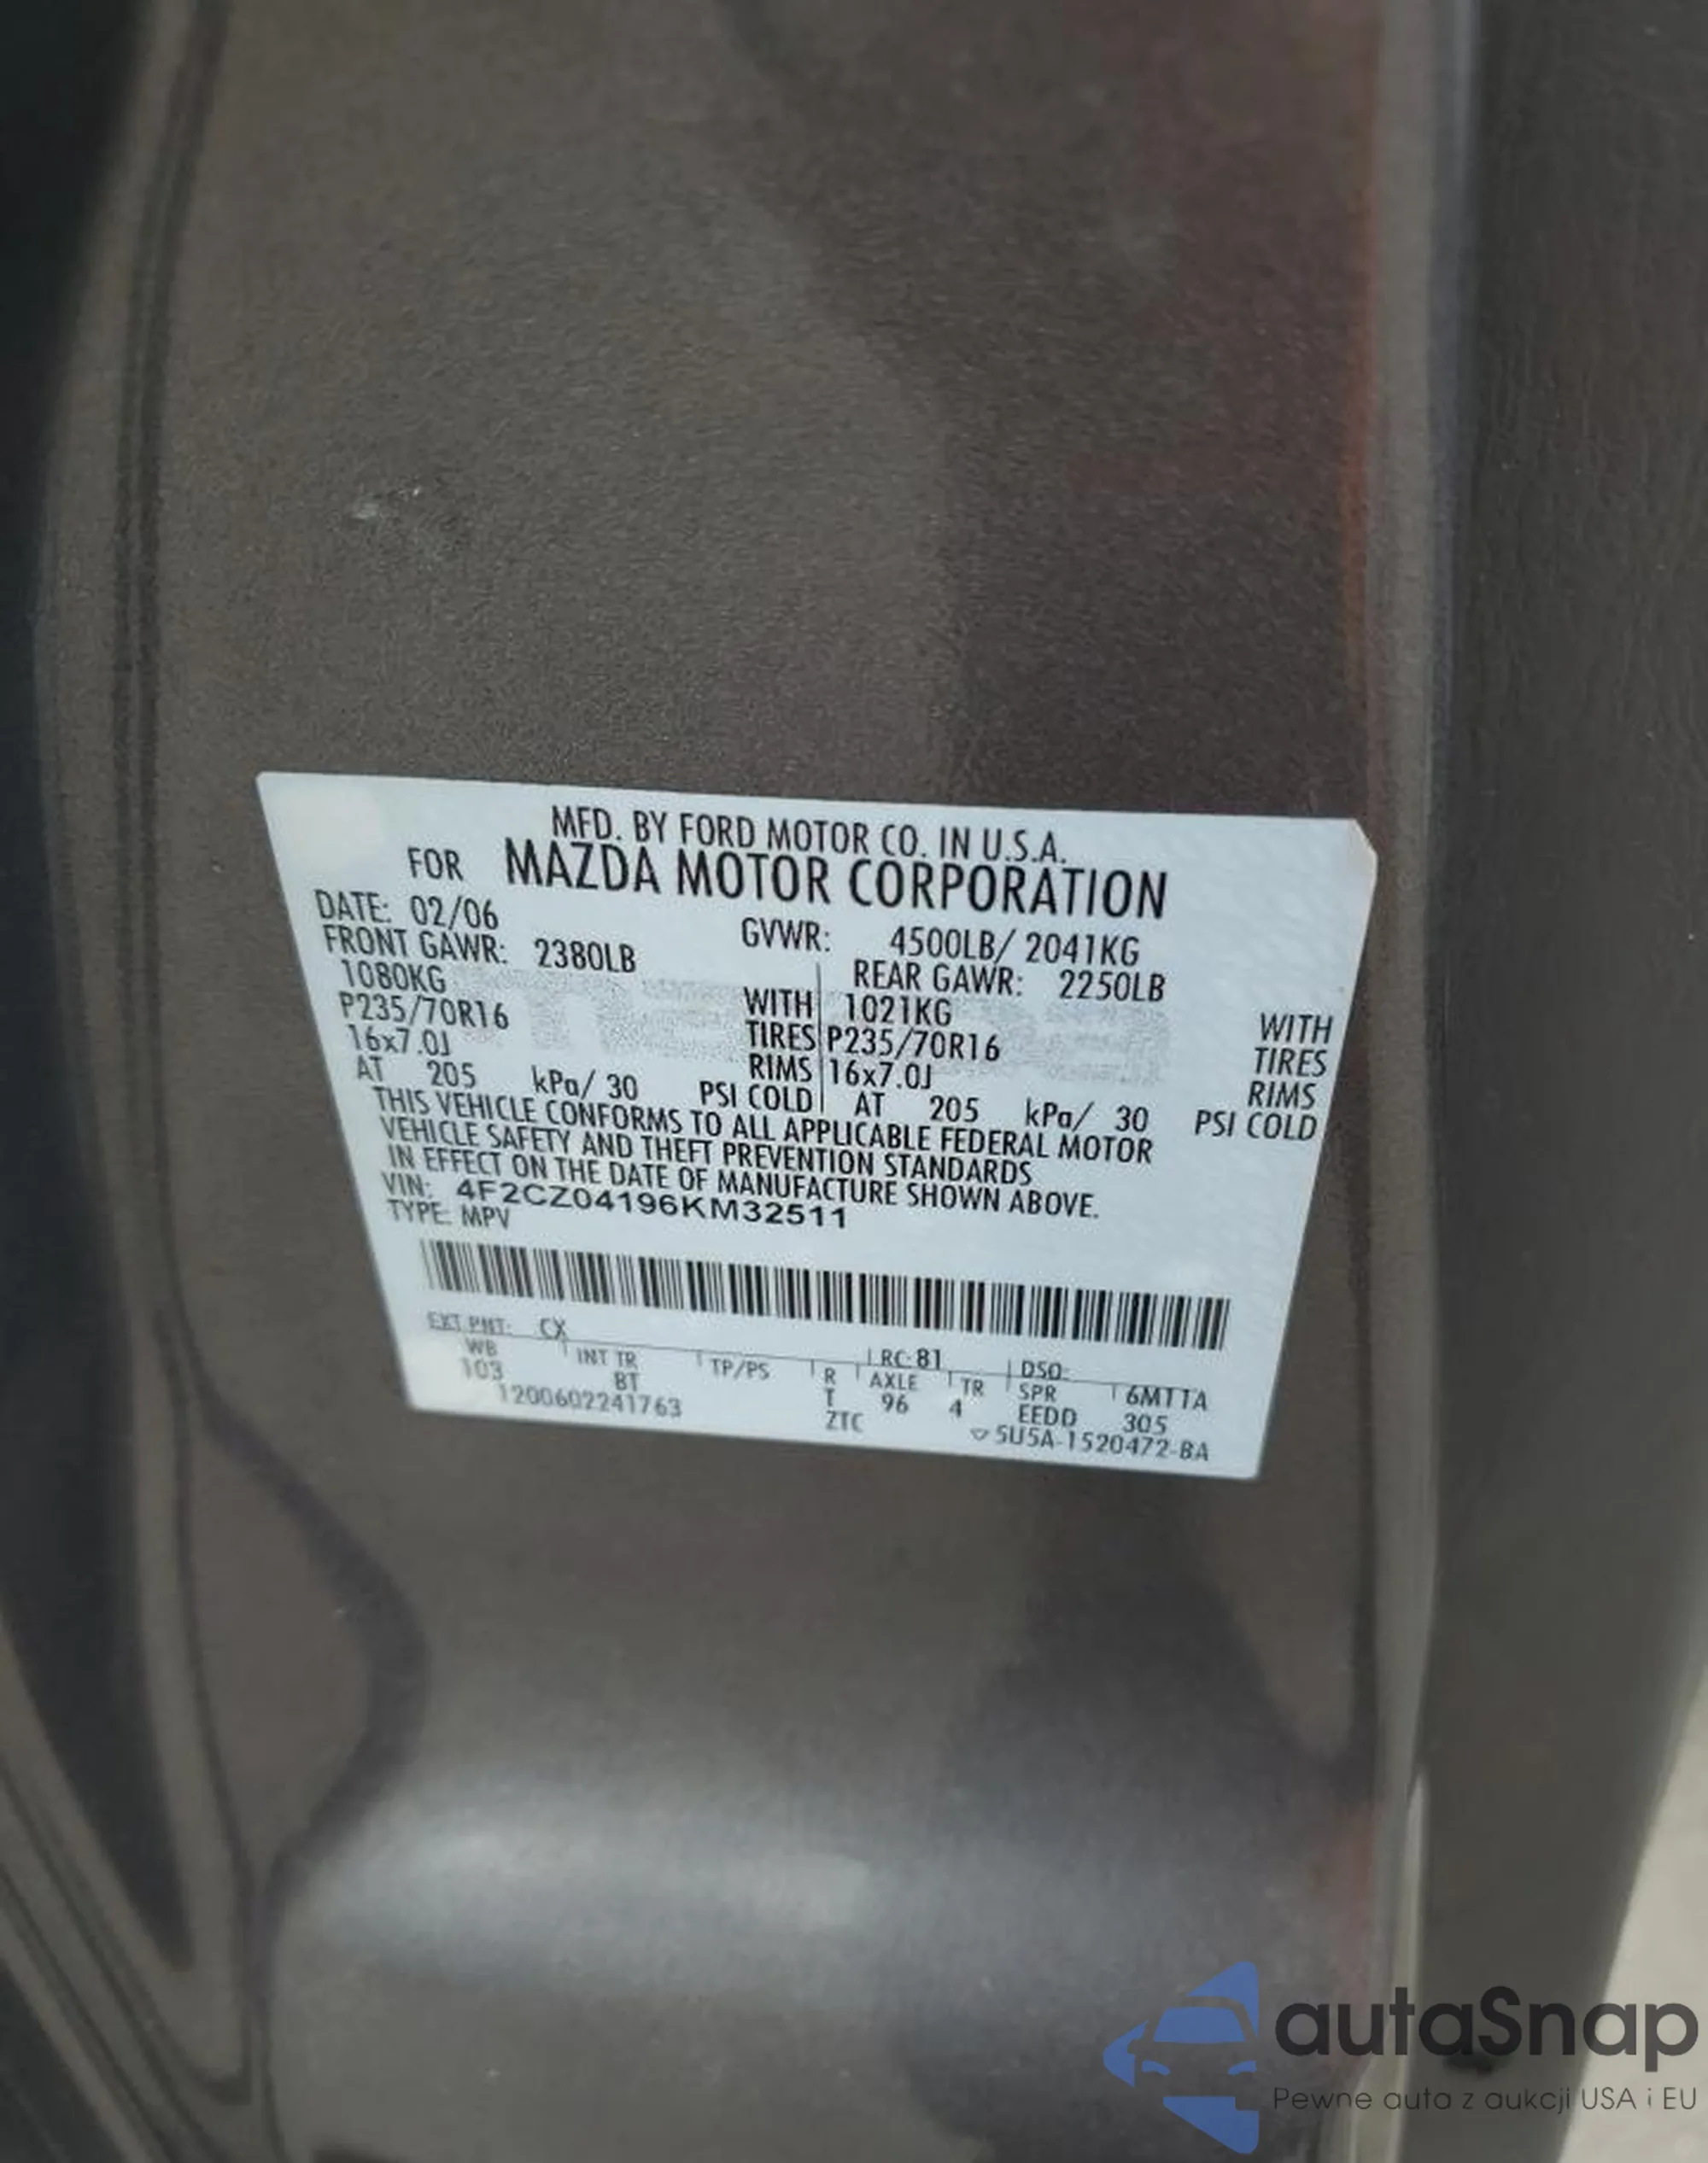 MFD. BY FORD MOTOR CO. IN U.S.A.
FOR MAZDA MOTOR CORPORATION
DATE: 02/06 GVWR: 4500LB/ 2041KG
FRONT GAWR: 2380LB REAR GAWR: 2250LB
1080KG WITH 1021KG WITH
P235/70R16 TIRES P235/70R16 TIRES
16x7.0J RIMS 16x7.0J RIMS
AT 205 kPa/ 30 PSI COLD AT 205 kPa/ 30 PSI COLD
THIS VEHICLE CONFORMS TO ALL APPLICABLE FEDERAL MOTOR
VEHICLE SAFETY AND THEFT PREVENTION STANDARDS
IN EFFECT ON THE DATE OF MANUFACTURE SHOWN ABOVE.
VIN: 4F2CZ04196KM32511
TYPE: MPV
EXT PNT: CX RC: 81 DSO:
WB INT TR TP/PS R AXLE TR SPR 6MTTA
103 BT T 96 4 EEDD 305
1200602241763 ZTC 5U5A-1520472-BA
autaSnap
Pewne auta z aukcji USA i EU